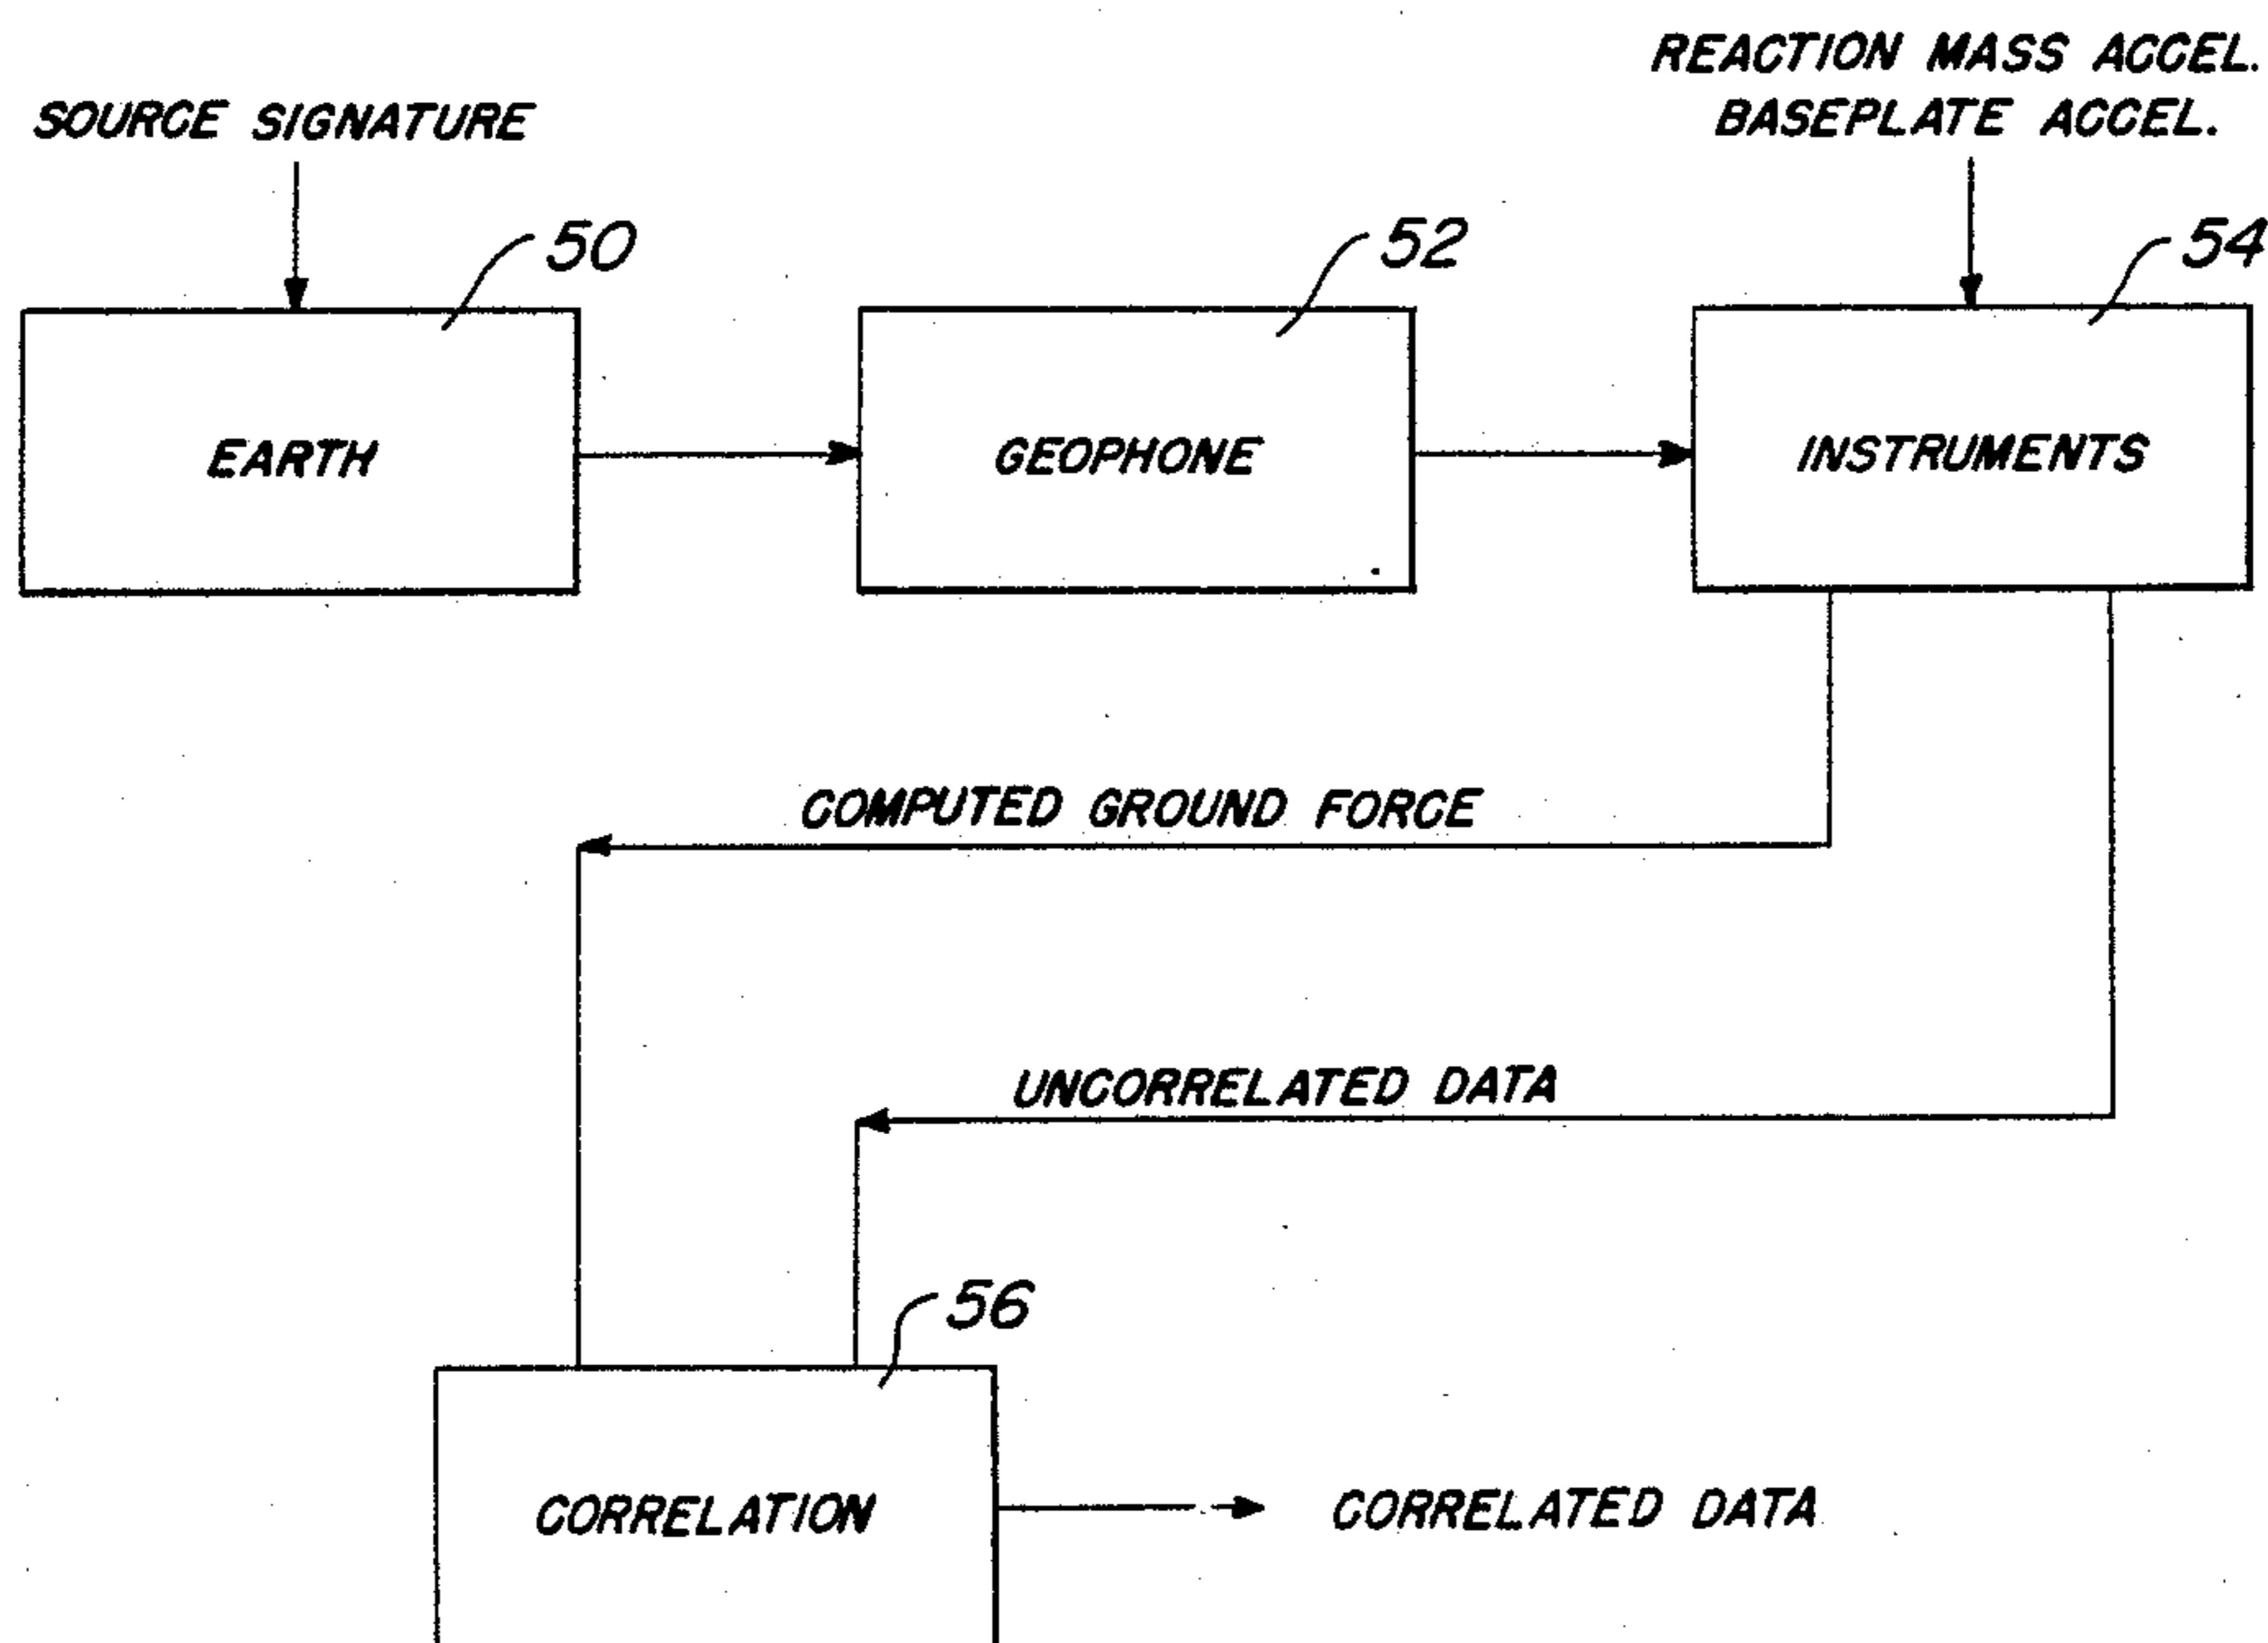 SOURCE SIGNATURE
REACTION MASS ACCEL.
BASEPLATE ACCEL.
50
52
54
EARTH
GEOPHONE
INSTRUMENTS
COMPUTED GROUND FORCE
UNCORRELATED DATA
56
CORRELATION
CORRELATED DATA